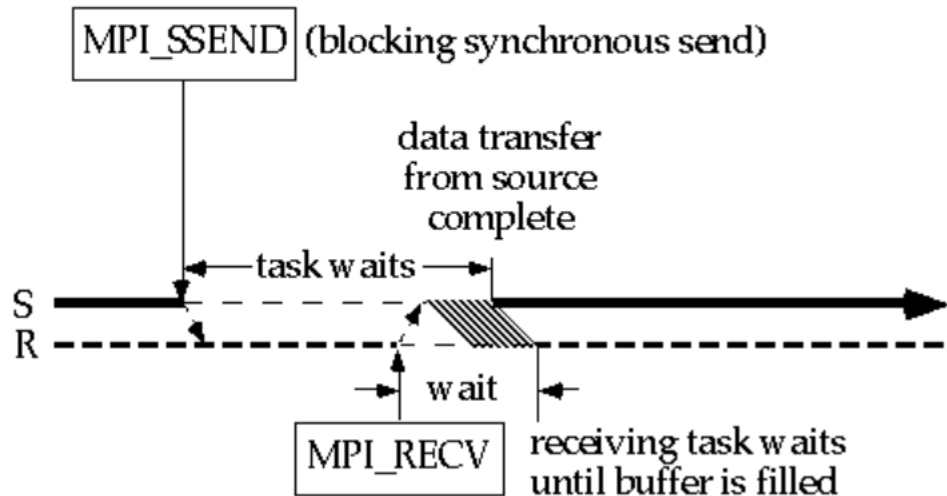 MPI_SSEND (blocking synchronous send)
data transfer
from source
complete
task waits
S
R
wait
MPI_RECV
receiving task waits
until buffer is filled